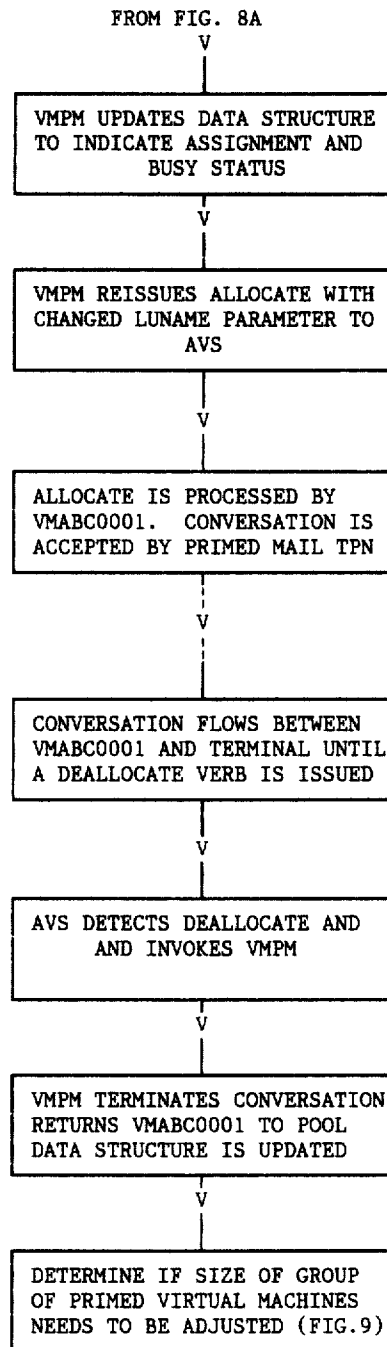 FROM FIG. 8A
V
VMPM UPDATES DATA STRUCTURE
TO INDICATE ASSIGNMENT AND
BUSY STATUS
V
VMPM REISSUES ALLOCATE WITH
CHANGED LUNAME PARAMETER TO
AVS
V
ALLOCATE IS PROCESSED BY
VMABC0001. CONVERSATION IS
ACCEPTED BY PRIMED MAIL TPN
V
CONVERSATION FLOWS BETWEEN
VMABC0001 AND TERMINAL UNTIL
A DEALLOCATE VERB IS ISSUED
V
AVS DETECTS DEALLOCATE AND
AND INVOKES VMPM
V
VMPM TERMINATES CONVERSATION
RETURNS VMABC0001 TO POOL
DATA STRUCTURE IS UPDATED
V
DETERMINE IF SIZE OF GROUP
OF PRIMED VIRTUAL MACHINES
NEEDS TO BE ADJUSTED (FIG.9)